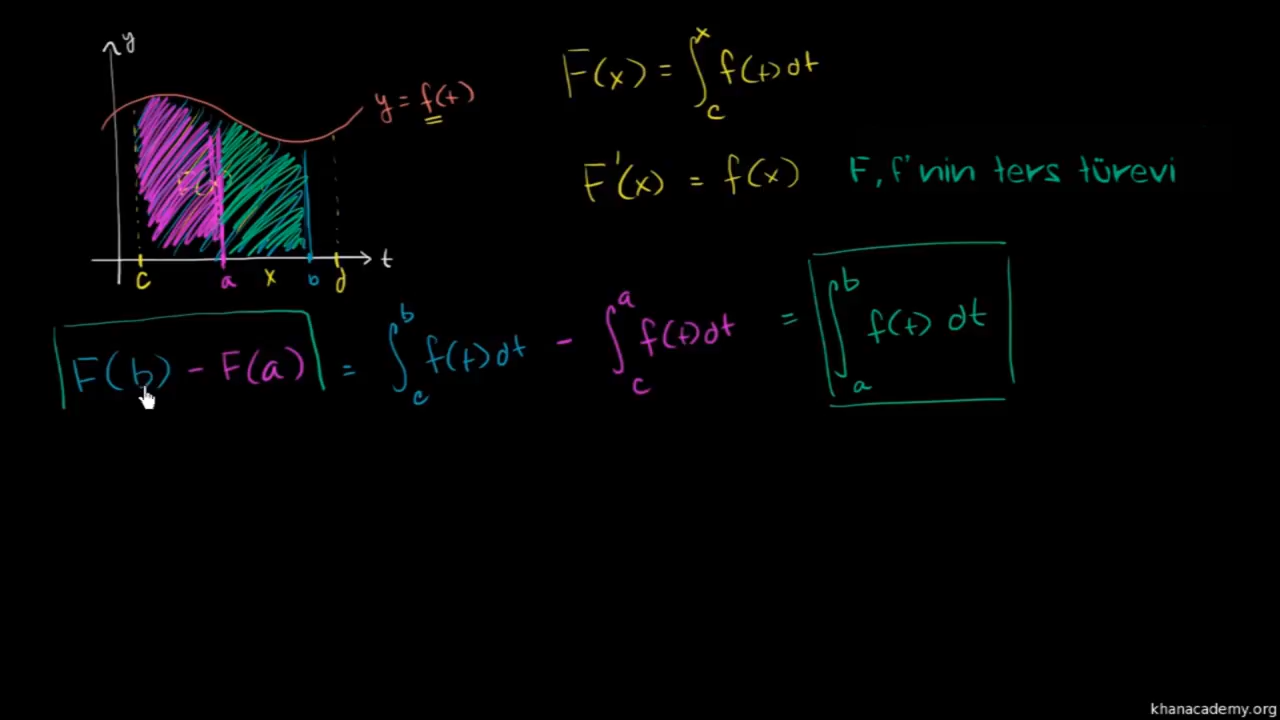 y
y = f(t)
c a x b d t
F(x) = ∫_c^x f(t)dt
F'(x) = f(x) F, f'nin ters türevi
F(b) - F(a) = ∫_c^b f(t)dt - ∫_c^a f(t)dt = ∫_a^b f(t) dt
khanacademy.org